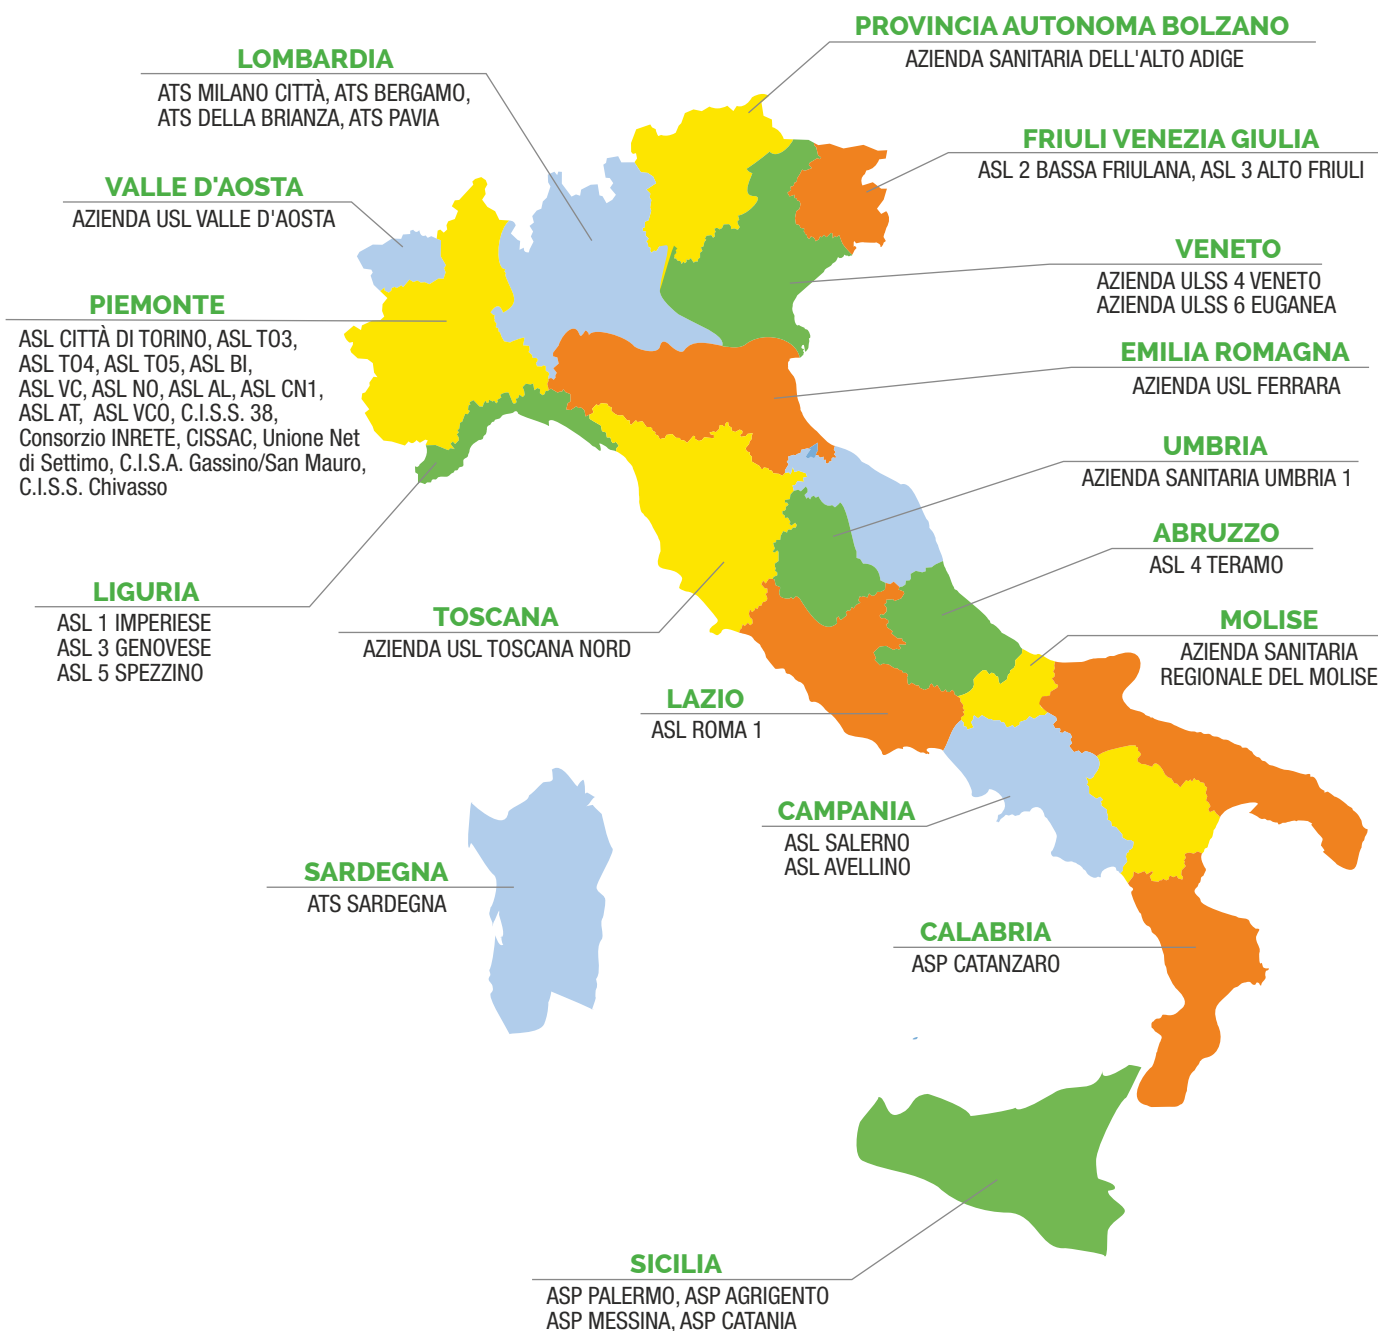 PROVINCIA AUTONOMA BOLZANO
AZIENDA SANITARIA DELL'ALTO ADIGE
LOMBARDIA
ATS MILANO CITTÀ, ATS BERGAMO,
ATS DELLA BRIANZA, ATS PAVIA
FRIULI VENEZIA GIULIA
ASL 2 BASSA FRIULANA, ASL 3 ALTO FRIULI
VALLE D'AOSTA
AZIENDA USL VALLE D'AOSTA
VENETO
AZIENDA ULSS 4 VENETO
AZIENDA ULSS 6 EUGANEA
PIEMONTE
ASL CITTÀ DI TORINO, ASL TO3,
ASL TO4, ASL TO5, ASL BI,
ASL VC, ASL NO, ASL AL, ASL CN1,
ASL AT, ASL VCO, C.I.S.S. 38,
Consorzio INRETE, CISSAC, Unione Net
di Settimo, C.I.S.A. Gassino/San Mauro,
C.I.S.S. Chivasso
EMILIA ROMAGNA
AZIENDA USL FERRARA
UMBRIA
AZIENDA SANITARIA UMBRIA 1
ABRUZZO
ASL 4 TERAMO
LIGURIA
ASL 1 IMPERIESE
ASL 3 GENOVESE
ASL 5 SPEZZINO
TOSCANA
AZIENDA USL TOSCANA NORD
MOLISE
AZIENDA SANITARIA
REGIONALE DEL MOLISE
LAZIO
ASL ROMA 1
CAMPANIA
ASL SALERNO
ASL AVELLINO
SARDEGNA
ATS SARDEGNA
CALABRIA
ASP CATANZARO
SICILIA
ASP PALERMO, ASP AGRIGENTO
ASP MESSINA, ASP CATANIA